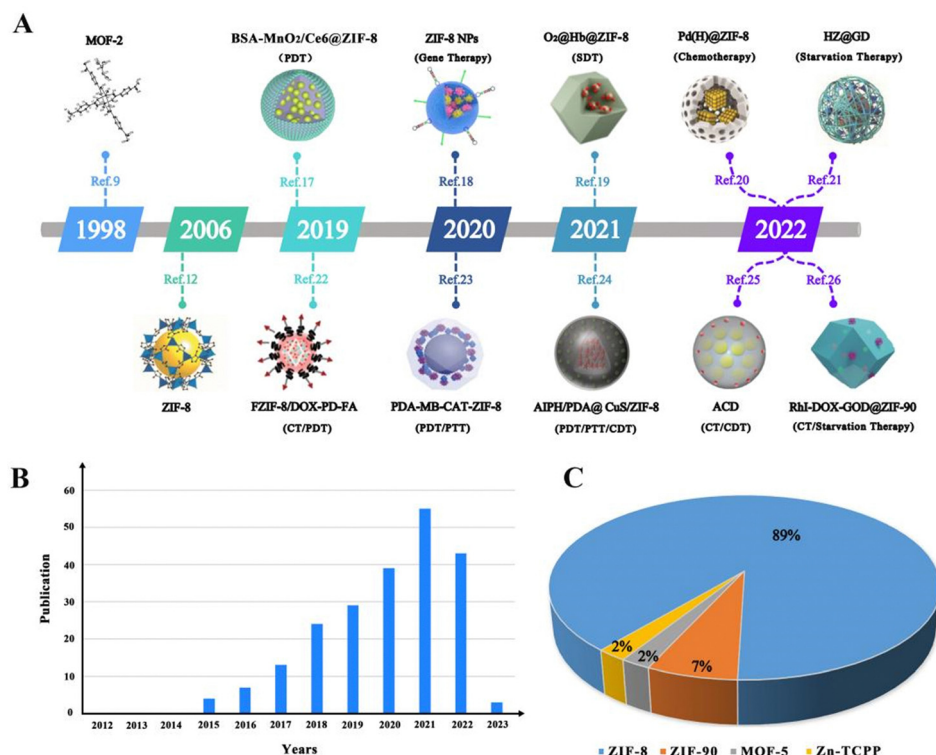 A
MOF-2
BSA-MnO₂/Ce6@ZIF-8
(PDT)
ZIF-8 NPs
(Gene Therapy)
O₂@Hb@ZIF-8
(SDT)
Pd(H)@ZIF-8
(Chemotherapy)
HZ@GD
(Starvation Therapy)
Ref.9
Ref.17
Ref.18
Ref.19
Ref.20
Ref.21
1998
2006
2019
2020
2021
2022
Ref.12
Ref.22
Ref.23
Ref.24
Ref.25
Ref.26
ZIF-8
FZIF-8/DOX-PD-FA
(CT/PDT)
PDA-MB-CAT-ZIF-8
(PDT/PTT)
AIPH/PDA@ CuS/ZIF-8
(PDT/PTT/CDT)
ACD
(CT/CDT)
RhI-DOX-GOD@ZIF-90
(CT/Starvation Therapy)
B
Publication
60
50
40
30
20
10
0
2012 2013 2014 2015 2016 2017 2018 2019 2020 2021 2022 2023
Years
C
89%
2%
2%
7%
ZIF-8 ZIF-90 MOF-5 Zn-TCPP